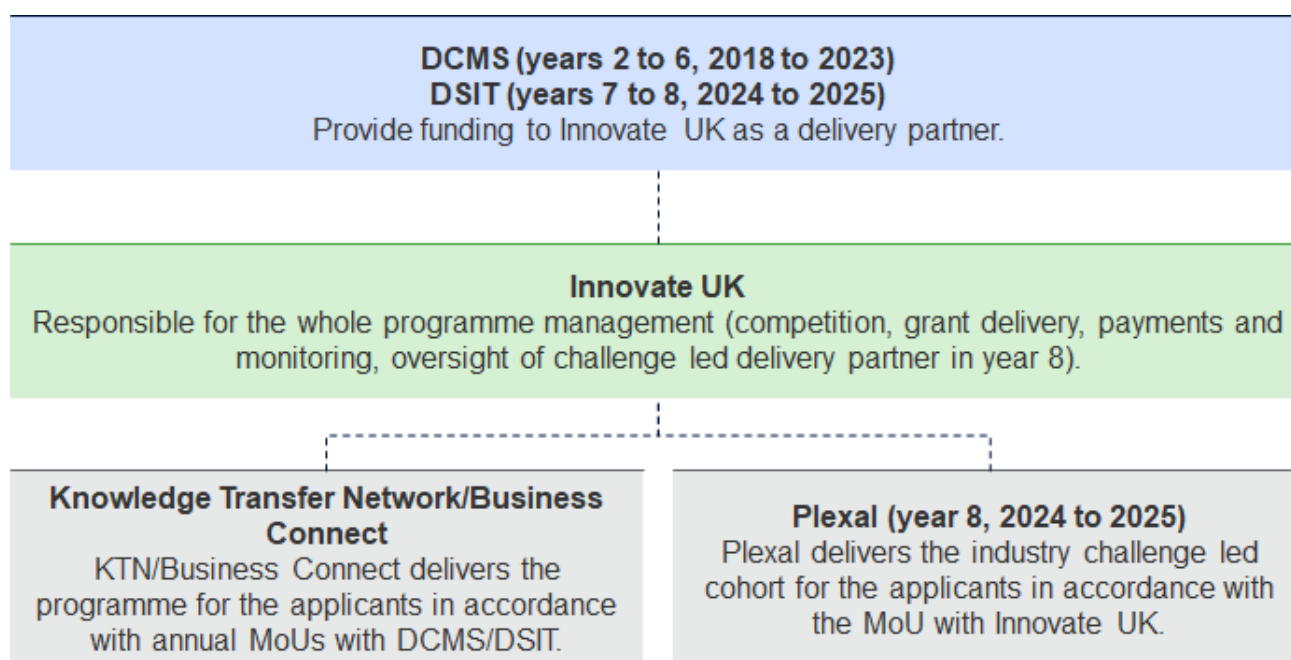 DCMS (years 2 to 6, 2018 to 2023)
DSIT (years 7 to 8, 2024 to 2025)
Provide funding to Innovate UK as a delivery partner.
Innovate UK
Responsible for the whole programme management (competition, grant delivery, payments and
monitoring, oversight of challenge led delivery partner in year 8).
Knowledge Transfer Network/Business
Connect
KTN/Business Connect delivers the
programme for the applicants in accordance
with annual MoUs with DCMS/DSIT.
Plexal (year 8, 2024 to 2025)
Plexal delivers the industry challenge led
cohort for the applicants in accordance with
the MoU with Innovate UK.